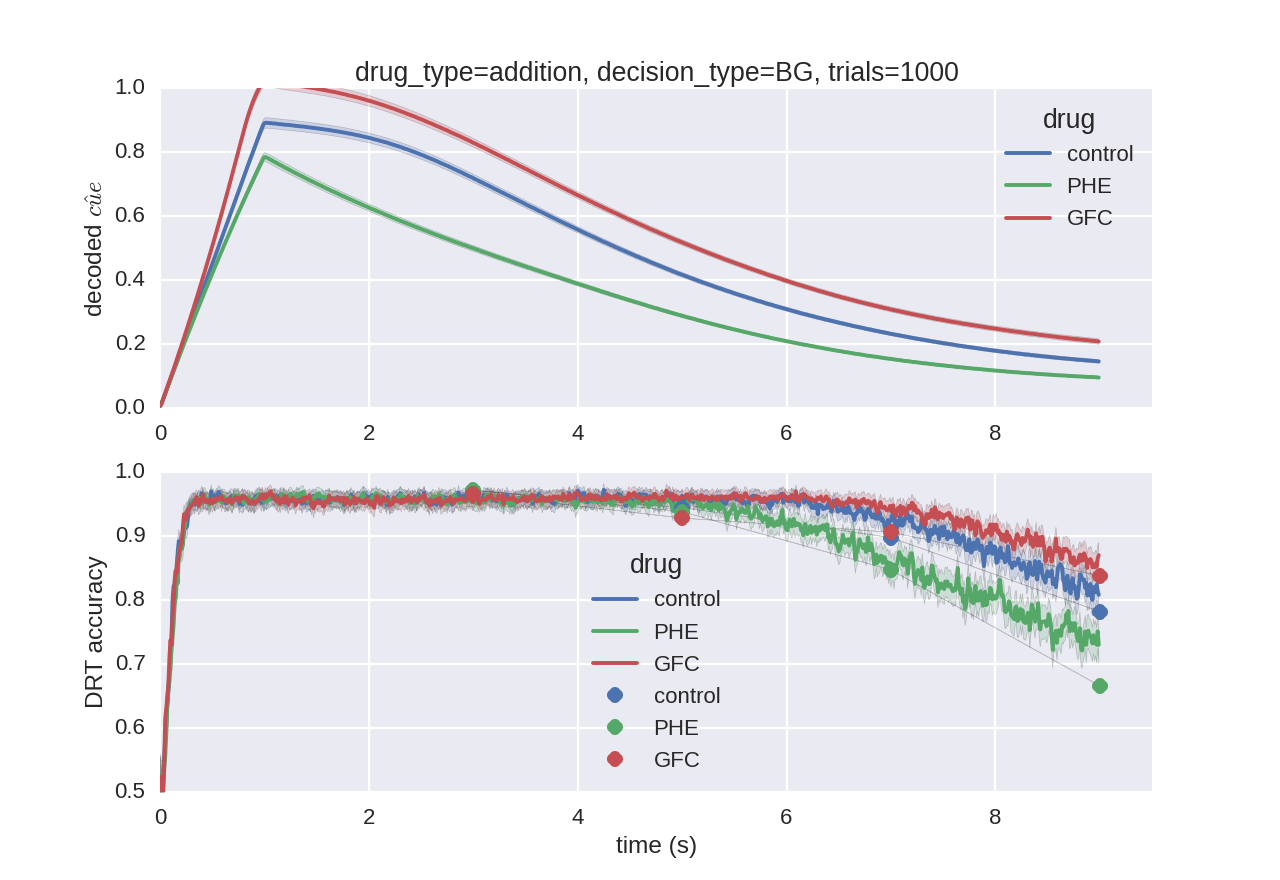 drug_type=addition, decision_type=BG, trials=1000
1.0
0.8
0.6
0.4
0.2
0.0
decoded cûe
drug
control
PHE
GFC
0 2 4 6 8
1.0
0.9
0.8
0.7
0.6
0.5
DRT accuracy
drug
control
PHE
GFC
control
PHE
GFC
0 2 4 6 8
time (s)